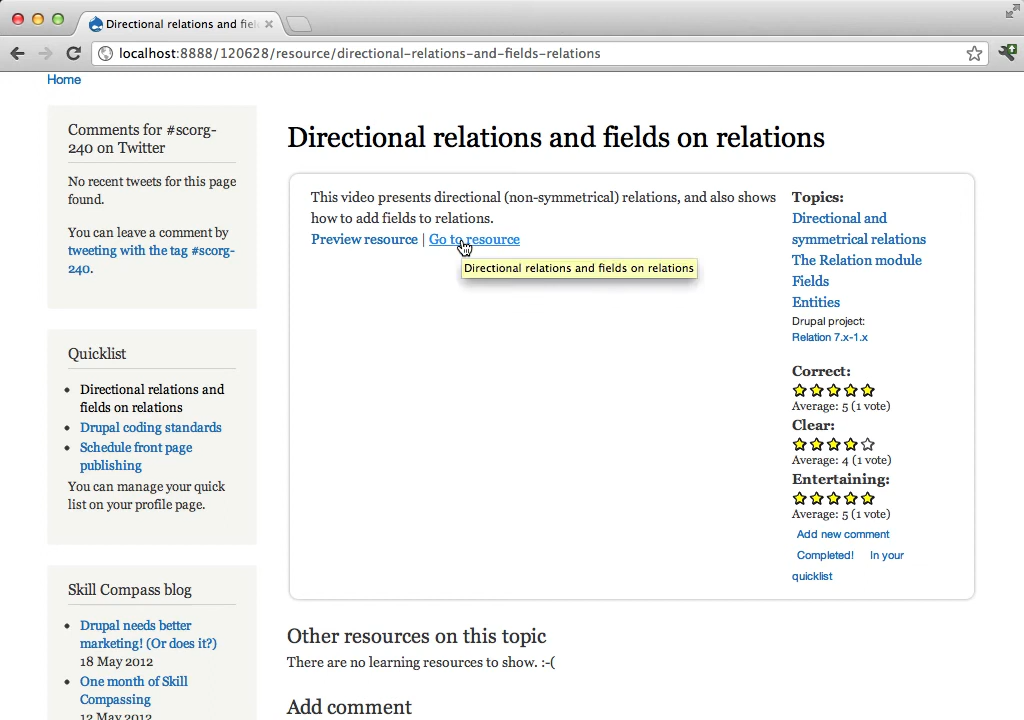 Directional relations and fiel
localhost:8888/120628/resource/directional-relations-and-fields-relations
Home
Comments for #scorg-
240 on Twitter
No recent tweets for this page
found.
You can leave a comment by
tweeting with the tag #scorg-
240.
Quicklist
Directional relations and
fields on relations
Drupal coding standards
Schedule front page
publishing
You can manage your quick
list on your profile page.
Skill Compass blog
Drupal needs better
marketing! (Or does it?)
18 May 2012
One month of Skill
Compassing
12 May 2012
Directional relations and fields on relations
This video presents directional (non-symmetrical) relations, and also shows
how to add fields to relations.
Preview resource | Go to resource
Directional relations and fields on relations
Topics:
Directional and
symmetrical relations
The Relation module
Fields
Entities
Drupal project:
Relation 7.x-1.x
Correct:
Average: 5 (1 vote)
Clear:
Average: 4 (1 vote)
Entertaining:
Average: 5 (1 vote)
Add new comment
Completed! In your
quicklist
Other resources on this topic
There are no learning resources to show. :-(
Add comment